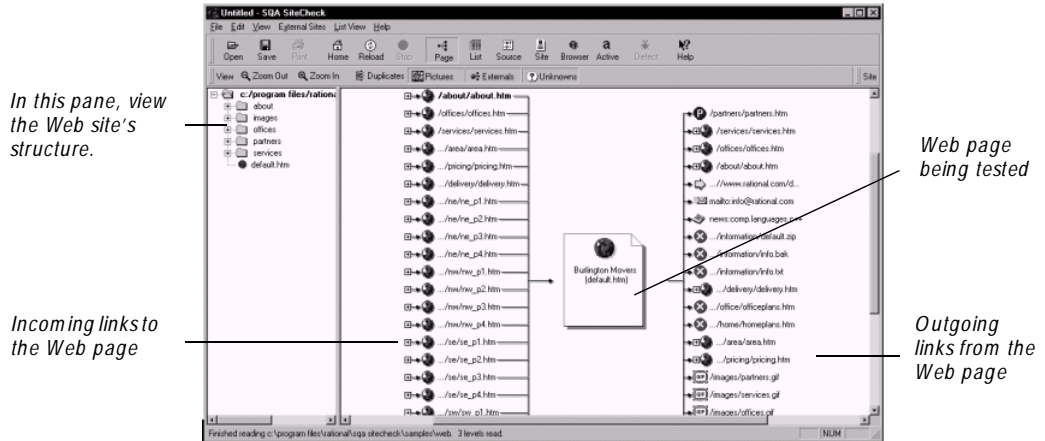 Untitled - SQA SiteCheck
File Edit View External Sites List View Help
Open Save Print Home Reload Stop Page List Source Site Browser Active Defect Help
View Zoom Out Zoom In Duplicates Pictures Externals Unknowns Site
In this pane, view
the Web site's
structure.
c:/program files/rationa
about
images
offices
partners
services
default.htm
/about/about.htm
/offices/offices.htm
/services/services.htm
.../area/area.htm
.../pricing/pricing.htm
.../delivery/delivery.htm
.../ne/ne_p1.htm
.../ne/ne_p2.htm
.../ne/ne_p3.htm
.../ne/ne_p4.htm
.../nw/nw_p1.htm
.../nw/nw_p2.htm
.../nw/nw_p3.htm
.../nw/nw_p4.htm
.../se/se_p1.htm
.../se/se_p2.htm
.../se/se_p3.htm
.../se/se_p4.htm
.../sw/sw_p1.htm
Incoming links to
the Web page
Burlington Movers
(default.htm)
/partners/partners.htm
/services/services.htm
/offices/offices.htm
/about/about.htm
...//www.rational.com/d...
mailto:info@rational.com
news:comp.languages.c++
.../information/default.zip
.../information/info.bak
.../information/info.txt
.../delivery/delivery.htm
.../office/officeplans.htm
.../home/homeplans.htm
.../area/area.htm
.../pricing/pricing.htm
/images/partners.gif
/images/services.gif
/images/offices.gif
Web page
being tested
Outgoing
links from the
Web page
Finished reading c:\program files\rational\sqa sitecheck\samples\web. 3 levels read.
NUM